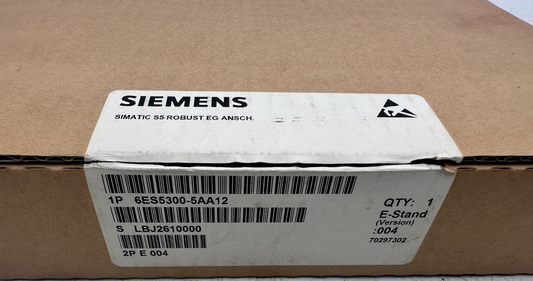 SIEMENS
SIMATIC S5 ROBUST EG ANSCH.
1P 6ES5300-5AA12
QTY: 1
E-Stand
(Version)
S LBJ2610000
:004
70297302
2P E 004